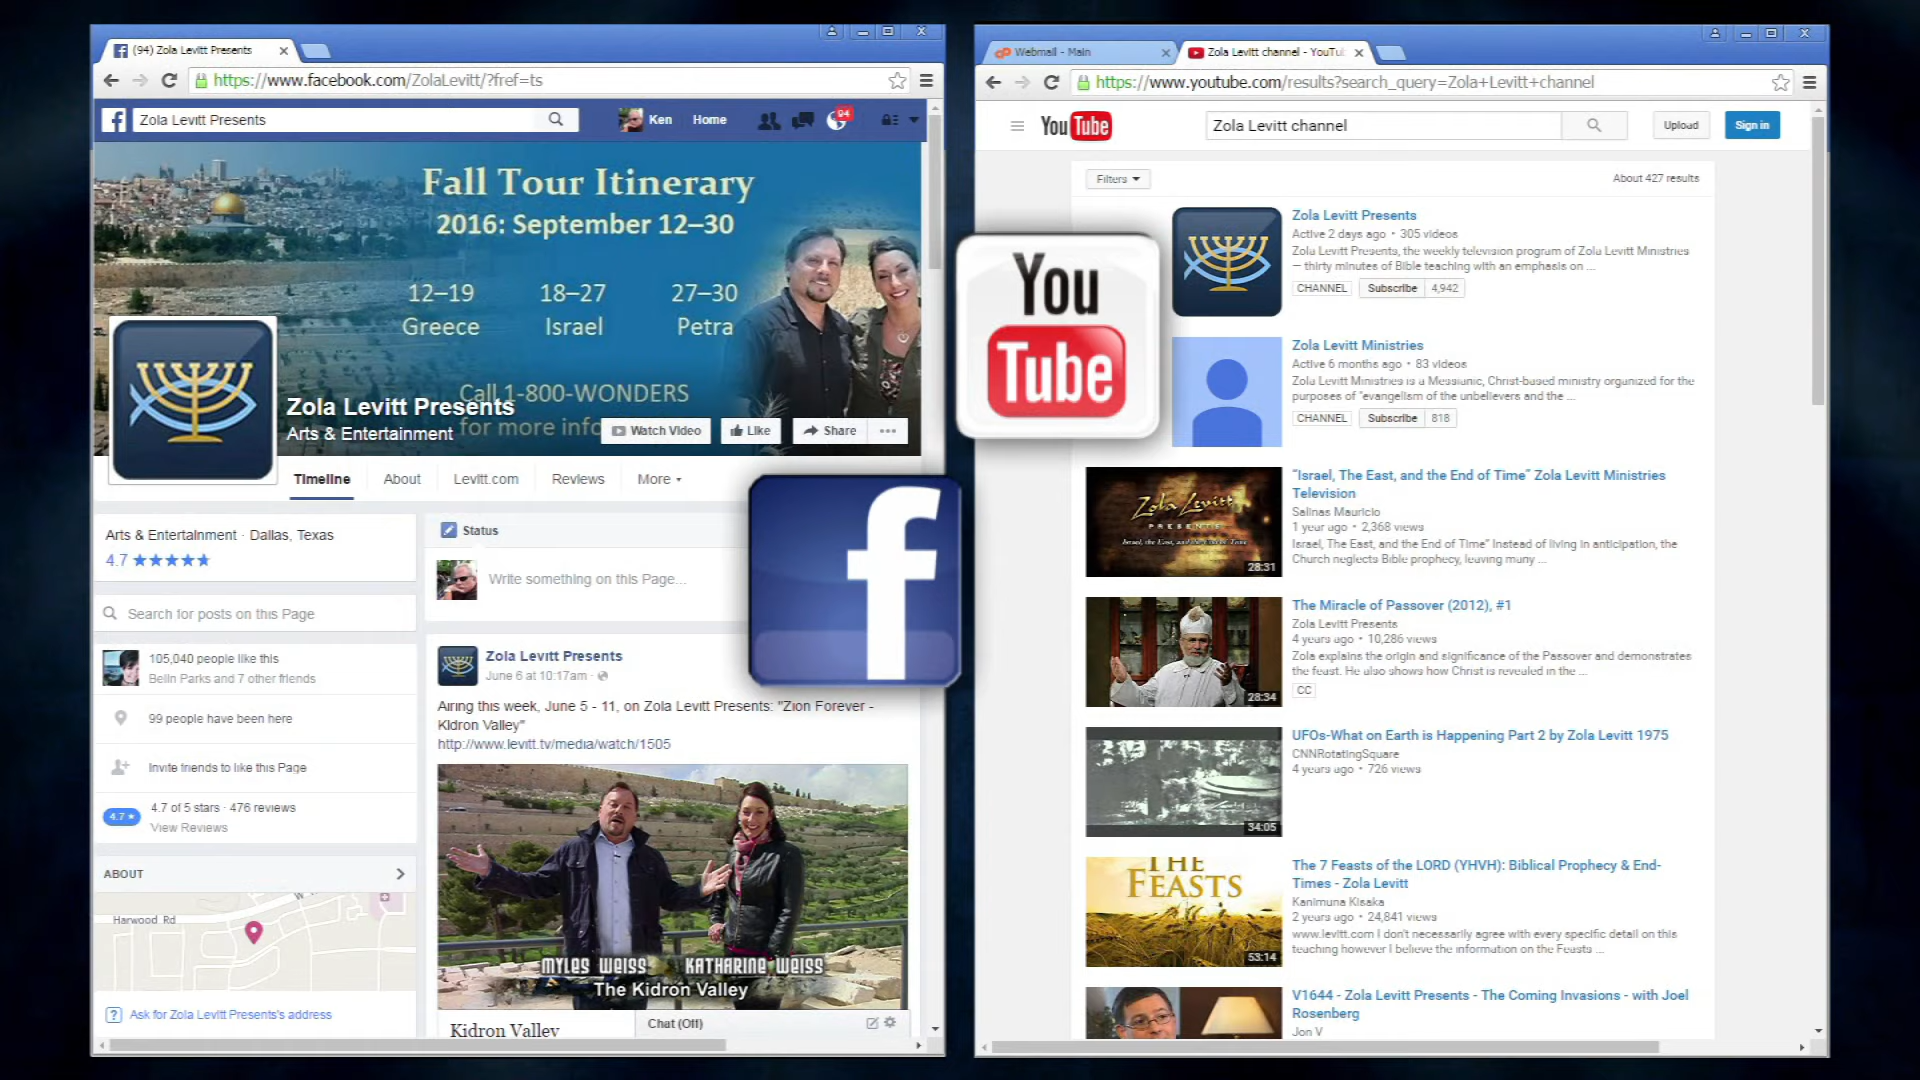 (94) Zola Levitt Presents
https://www.facebook.com/ZolaLevitt/?fref=ts
Zola Levitt Presents
Ken
Home
94
Fall Tour Itinerary
2016: September 12–30
12–19
18–27
27–30
Greece
Israel
Petra
Call 1-800-WONDERS
for more info
Zola Levitt Presents
Arts & Entertainment
Watch Video
Like
Share
Timeline
About
Levitt.com
Reviews
More
Arts & Entertainment · Dallas, Texas
4.7
Search for posts on this Page
105,040 people like this
Belin Parks and 7 other friends
99 people have been here
Invite friends to like this Page
4.7
4.7 of 5 stars · 476 reviews
View Reviews
ABOUT
Harwood Rd
W
? Ask for Zola Levitt Presents's address
Status
Write something on this Page...
Zola Levitt Presents
June 6 at 10:17am ·
Airing this week, June 5 - 11, on Zola Levitt Presents: "Zion Forever -
Kidron Valley"
http://www.levitt.tv/media/watch/1505
MYLES WEISS
KATHARINE WEISS
The Kidron Valley
Kidron Valley
Chat (Off)
f
You
Tube
Webmail - Main
Zola Levitt channel - YouTu
https://www.youtube.com/results?search_query=Zola+Levitt+channel
YouTube
Zola Levitt channel
Upload
Sign in
Filters
About 427 results
Zola Levitt Presents
Active 2 days ago • 305 videos
Zola Levitt Presents, the weekly television program of Zola Levitt Ministries
— thirty minutes of Bible teaching with an emphasis on ...
CHANNEL
Subscribe
4,942
Zola Levitt Ministries
Active 6 months ago • 83 videos
Zola Levitt Ministries is a Messianic, Christ-based ministry organized for the
purposes of "evangelism of the unbelievers and the ...
CHANNEL
Subscribe
818
Zola Levitt
PRESENTS
Israel, the East, and the End of Time
28:31
"Israel, The East, and the End of Time" Zola Levitt Ministries
Television
Salinas Mauricio
1 year ago • 2,368 views
Israel, The East, and the End of Time" Instead of living in anticipation, the
Church neglects Bible prophecy, leaving many ...
28:34
The Miracle of Passover (2012), #1
Zola Levitt Presents
4 years ago • 10,286 views
Zola explains the origin and significance of the Passover and demonstrates
the feast. He also shows how Christ is revealed in the ...
CC
34:05
UFOs-What on Earth is Happening Part 2 by Zola Levitt 1975
CNNRotatingSquare
4 years ago • 726 views
THE
FEASTS
53:14
The 7 Feasts of the LORD (YHVH): Biblical Prophecy & End-
Times - Zola Levitt
Kanimuna Kisaka
2 years ago • 24,841 views
www.levitt.com I don't necessarily agree with every specific detail on this
teaching however I believe the information on the Feasts ...
V1644 - Zola Levitt Presents - The Coming Invasions - with Joel
Rosenberg
Jon V